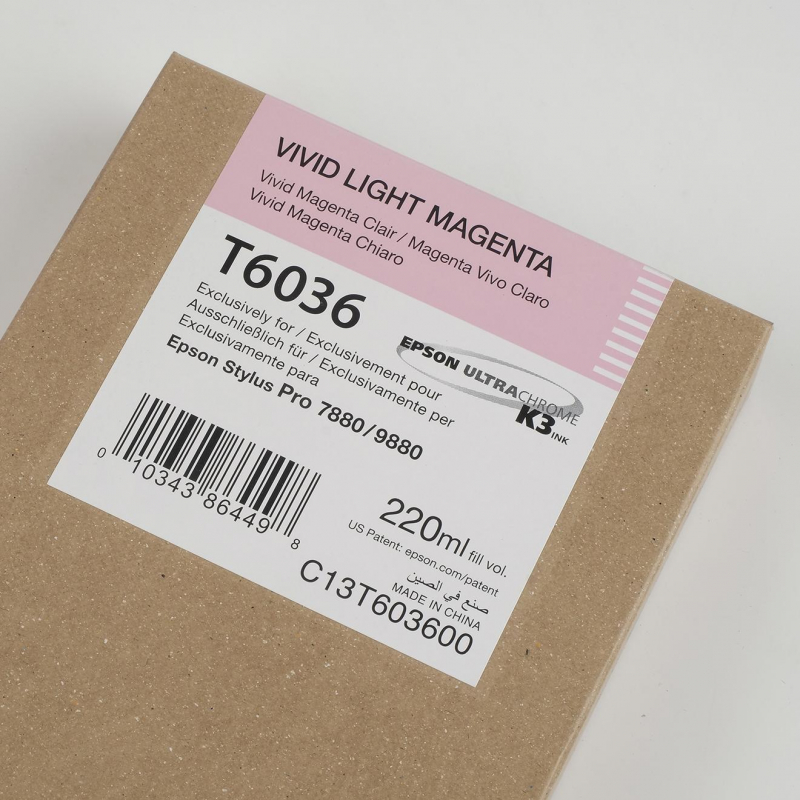 VIVID LIGHT MAGENTA
Vivid Magenta Clair / Magenta Vivo Claro
Vivid Magenta Chiaro
T6036
Exclusively for / Exclusivement pour
Ausschließlich für / Exclusivamente per
Exclusivamente para
Epson Stylus Pro 7880/9880
EPSON ULTRACHROME
K3 INK
0 10343 86449 8
220ml fill vol.
US Patent: epson.com/patent
صنع في الصين
MADE IN CHINA
C13T603600